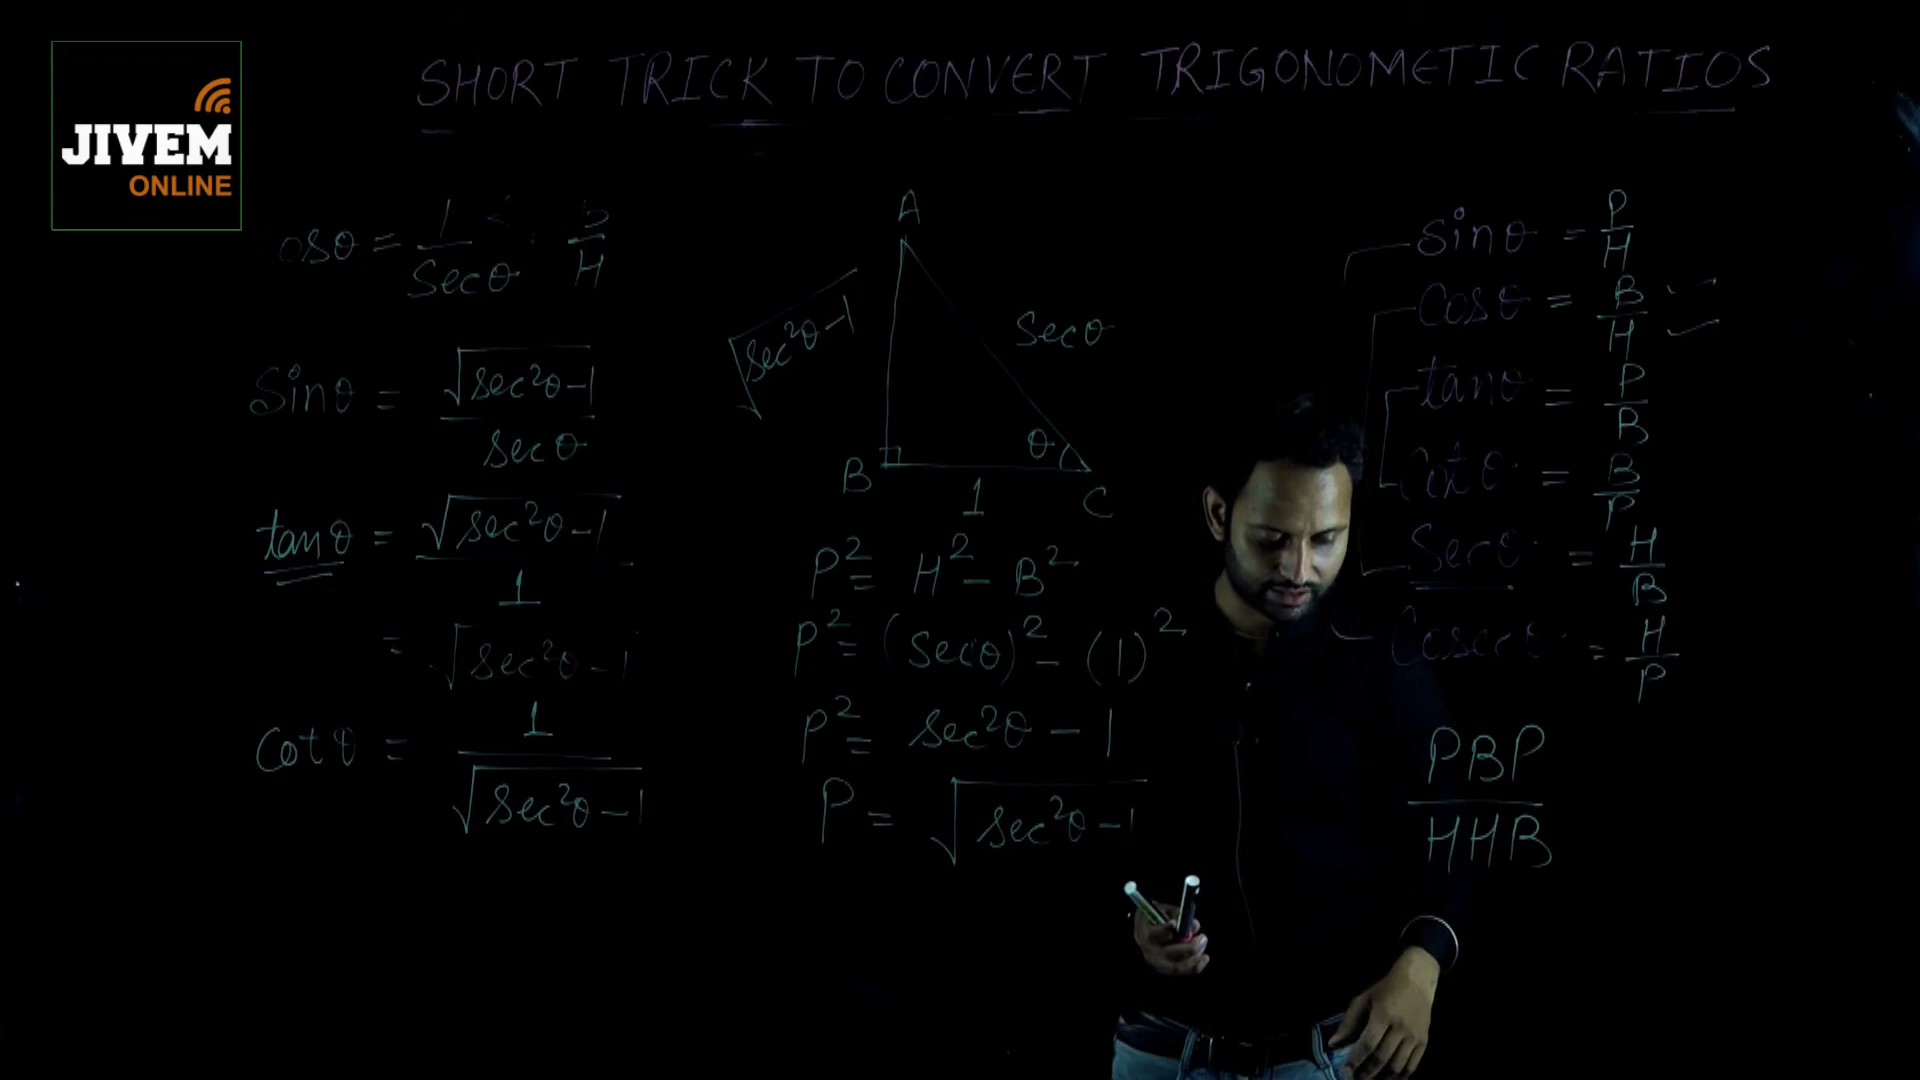 JIVEM
ONLINE
SHORT TRICK TO CONVERT TRIGONOMETIC RATIOS
osθ = 1/secθ B/H
Sinθ = √(sec²θ-1)/secθ
tanθ = √(sec²θ-1)/1
= √(sec²θ-1)
cotθ = 1/√(sec²θ-1)
A
√(sec²θ-1)
secθ
θ
B
1
C
P² = H² - B²
P² = (secθ)² - (1)²
P² = sec²θ - 1
P = √(sec²θ-1)
sinθ = P/H
cosθ = B/H
tanθ = P/B
cotθ = B/P
secθ = H/B
cosecθ = H/P
PBP
HHB